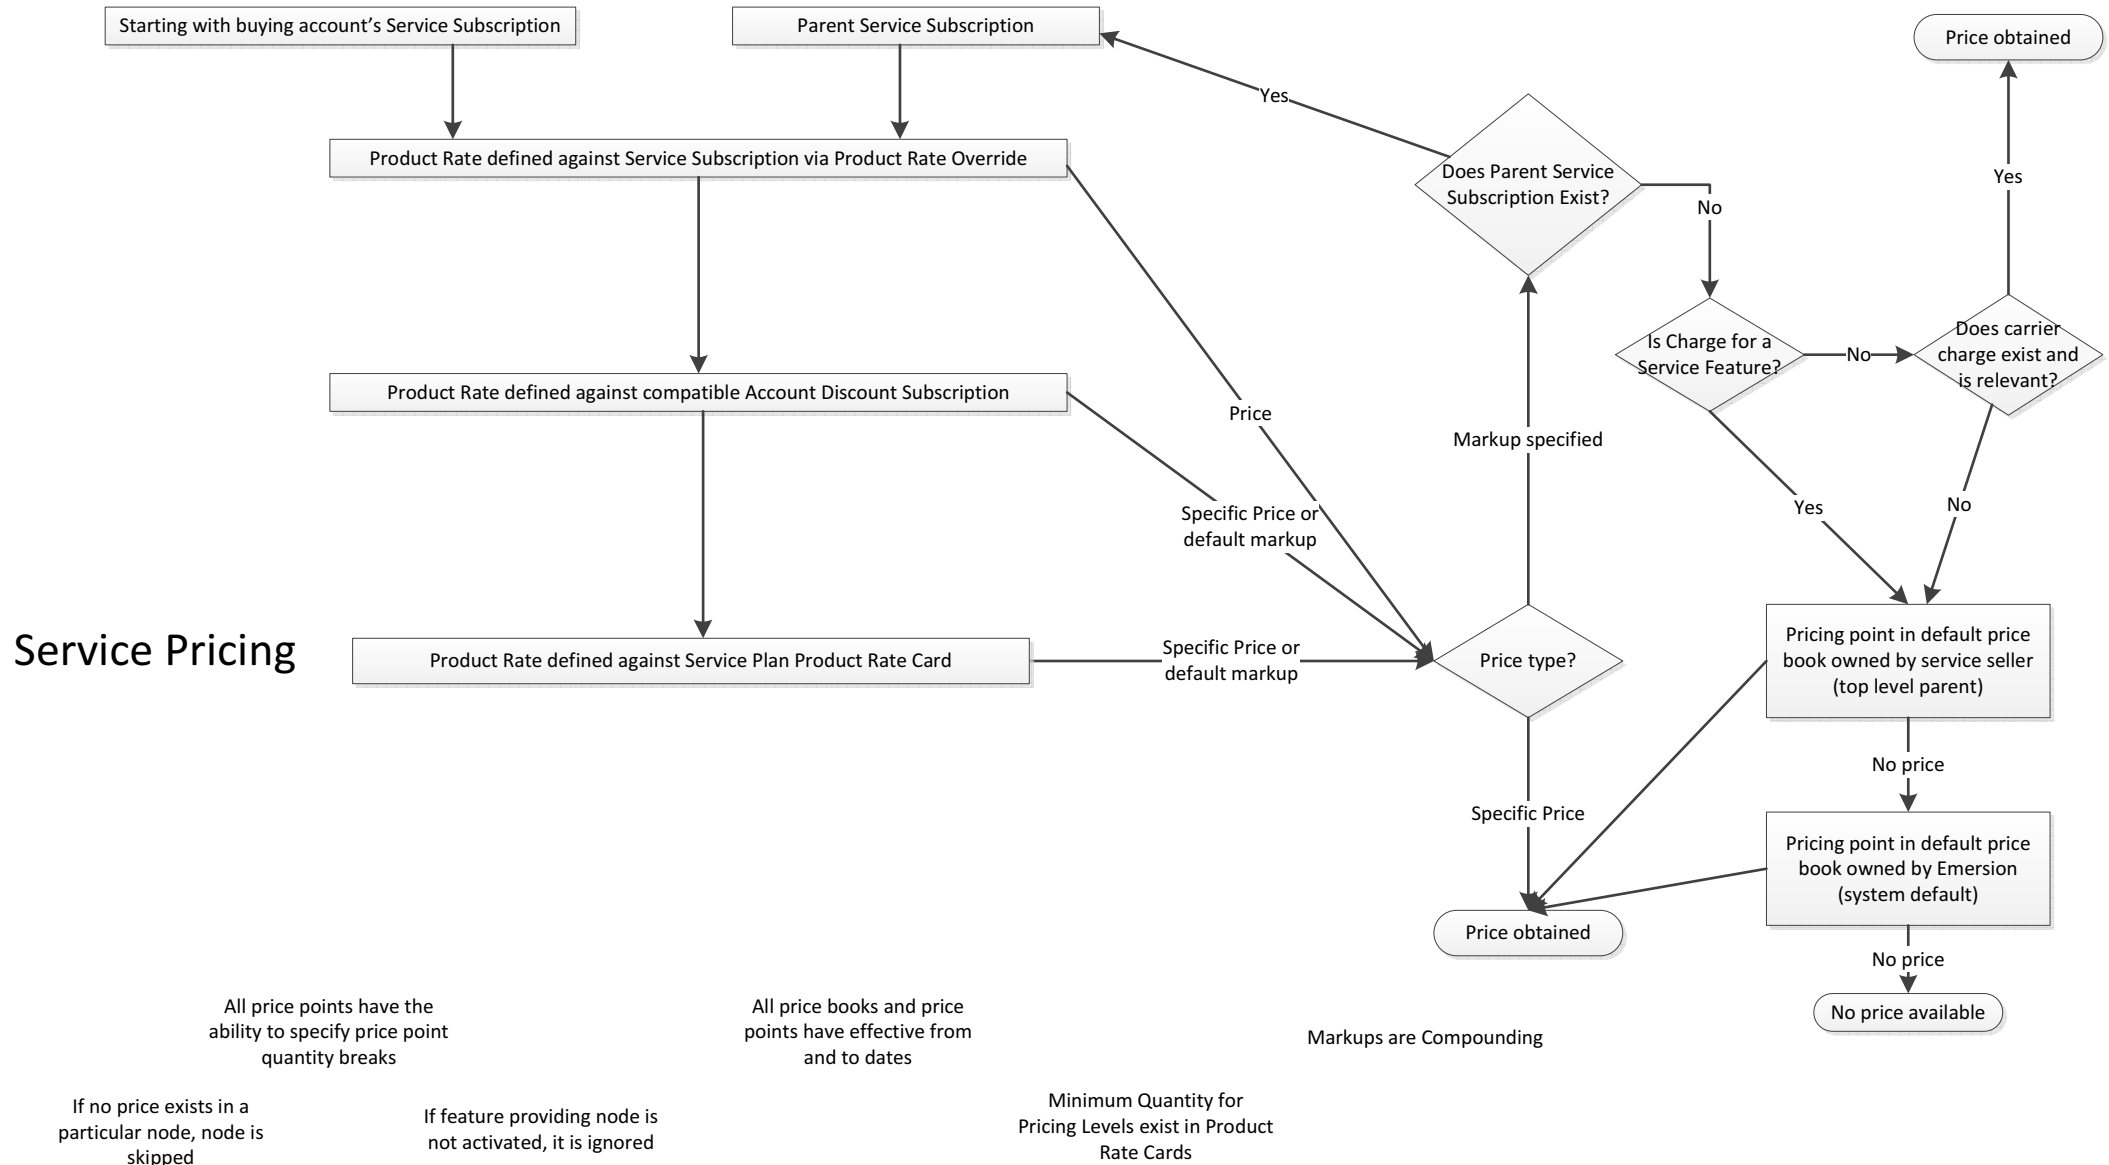 Starting with buying account's Service Subscription
Parent Service Subscription
Price obtained
Yes
Product Rate defined against Service Subscription via Product Rate Override
Does Parent Service
Subscription Exist?
Yes
No
Is Charge for a
Service Feature?
No
Does carrier
charge exist and
is relevant?
Product Rate defined against compatible Account Discount Subscription
Price
Markup specified
Specific Price or
default markup
Yes
No
Service Pricing
Product Rate defined against Service Plan Product Rate Card
Specific Price or
default markup
Price type?
Pricing point in default price
book owned by service seller
(top level parent)
No price
Specific Price
Pricing point in default price
book owned by Emersion
(system default)
Price obtained
No price
No price available
All price points have the
ability to specify price point
quantity breaks
All price books and price
points have effective from
and to dates
Markups are Compounding
If no price exists in a
particular node, node is
skipped
If feature providing node is
not activated, it is ignored
Minimum Quantity for
Pricing Levels exist in Product
Rate Cards